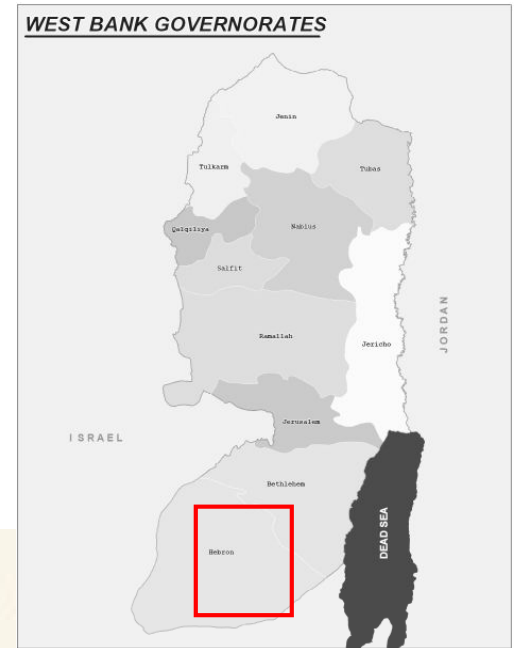 WEST BANK GOVERNORATES
Jenin
Tulkarm
Tubas
Qalqiliya
Nablus
Salfit
JORDAN
Ramallah
Jericho
Jerusalem
ISRAEL
Bethlehem
DEAD SEA
Hebron